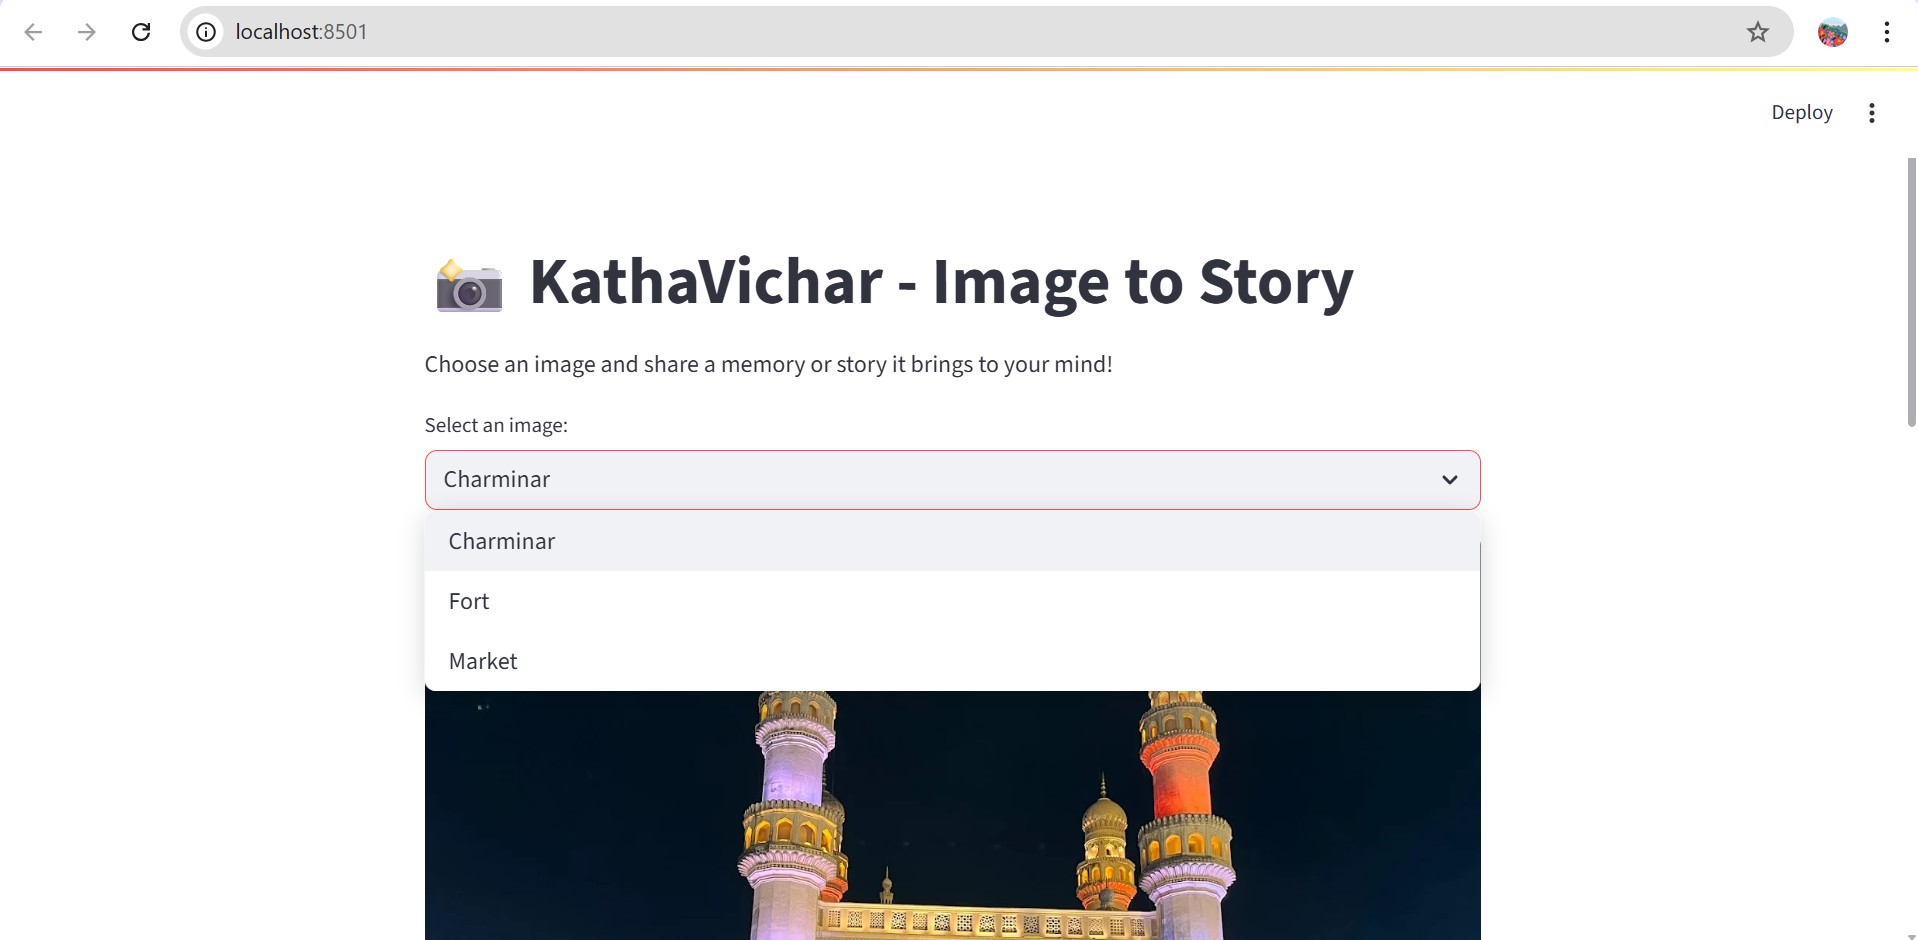 localhost:8501
Deploy
KathaVichar - Image to Story
Choose an image and share a memory or story it brings to your mind!
Select an image:
Charminar
Charminar
Fort
Market